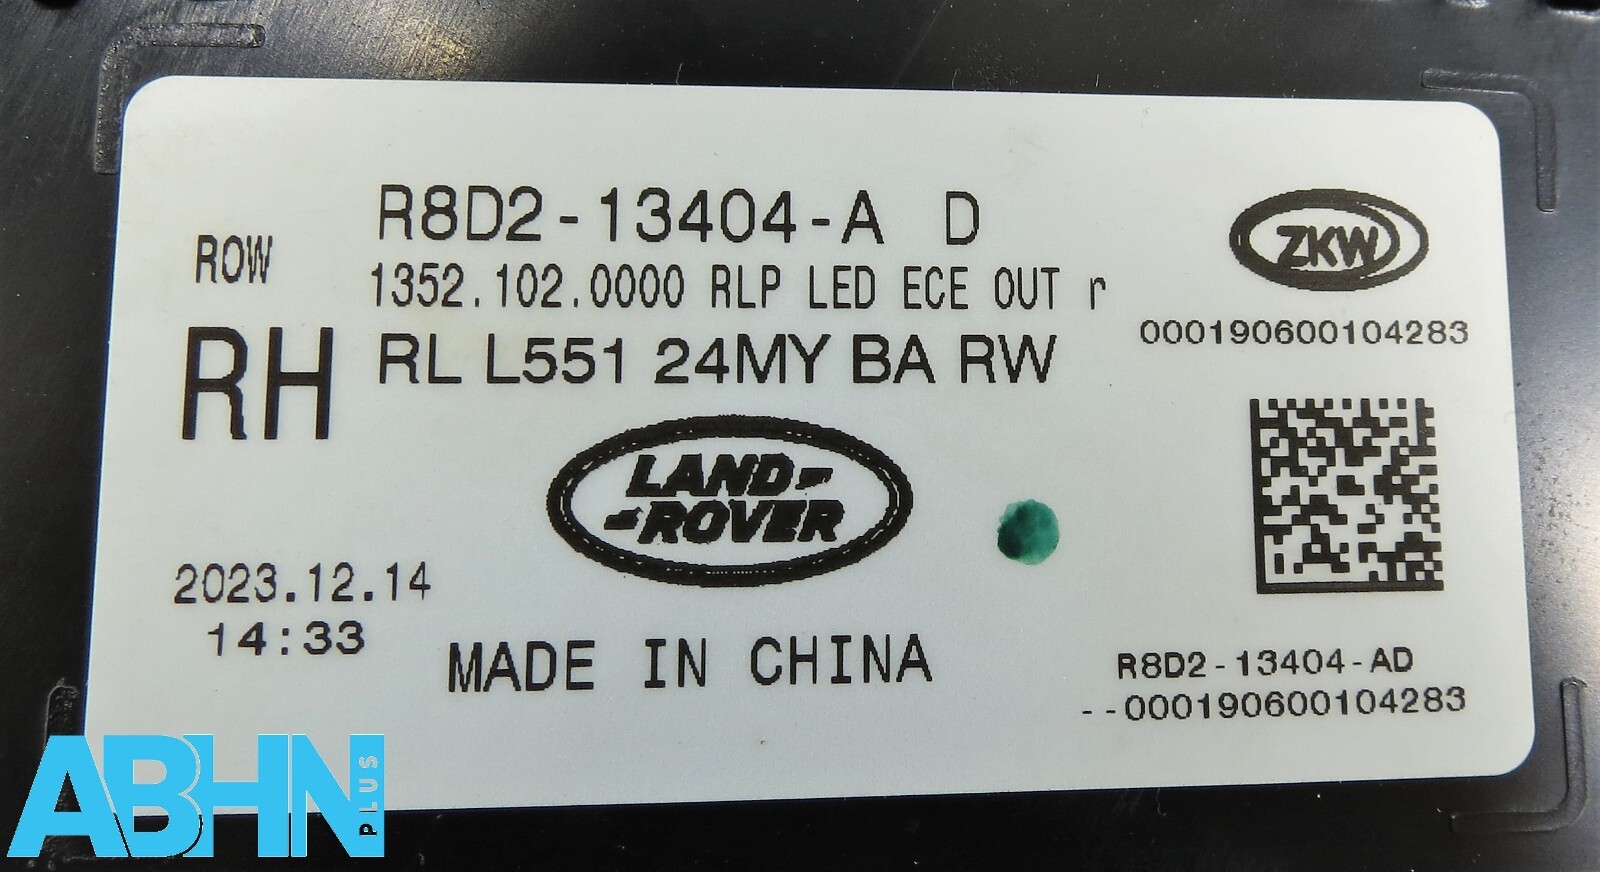 R8D2-13404-A D
ROW
1352.102.0000 RLP LED ECE OUT r
RH
RL L551 24MY BA RW
ZKW
000190600104283
LAND-
-ROVER
2023.12.14
14:33
MADE IN CHINA
R8D2-13404-AD
--000190600104283
ABHN
PLUS